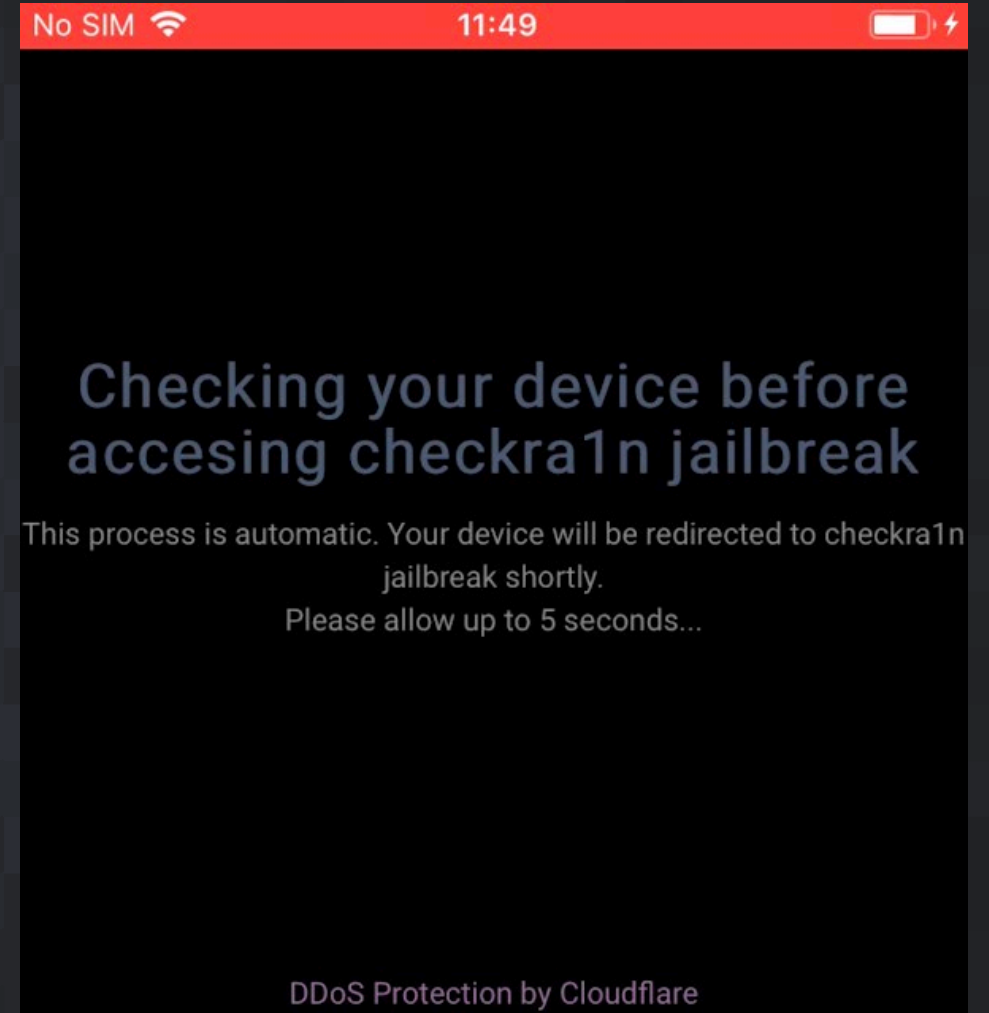 No SIM 11:49
Checking your device before
accesing checkra1n jailbreak
This process is automatic. Your device will be redirected to checkra1n
jailbreak shortly.
Please allow up to 5 seconds...
DDoS Protection by Cloudflare